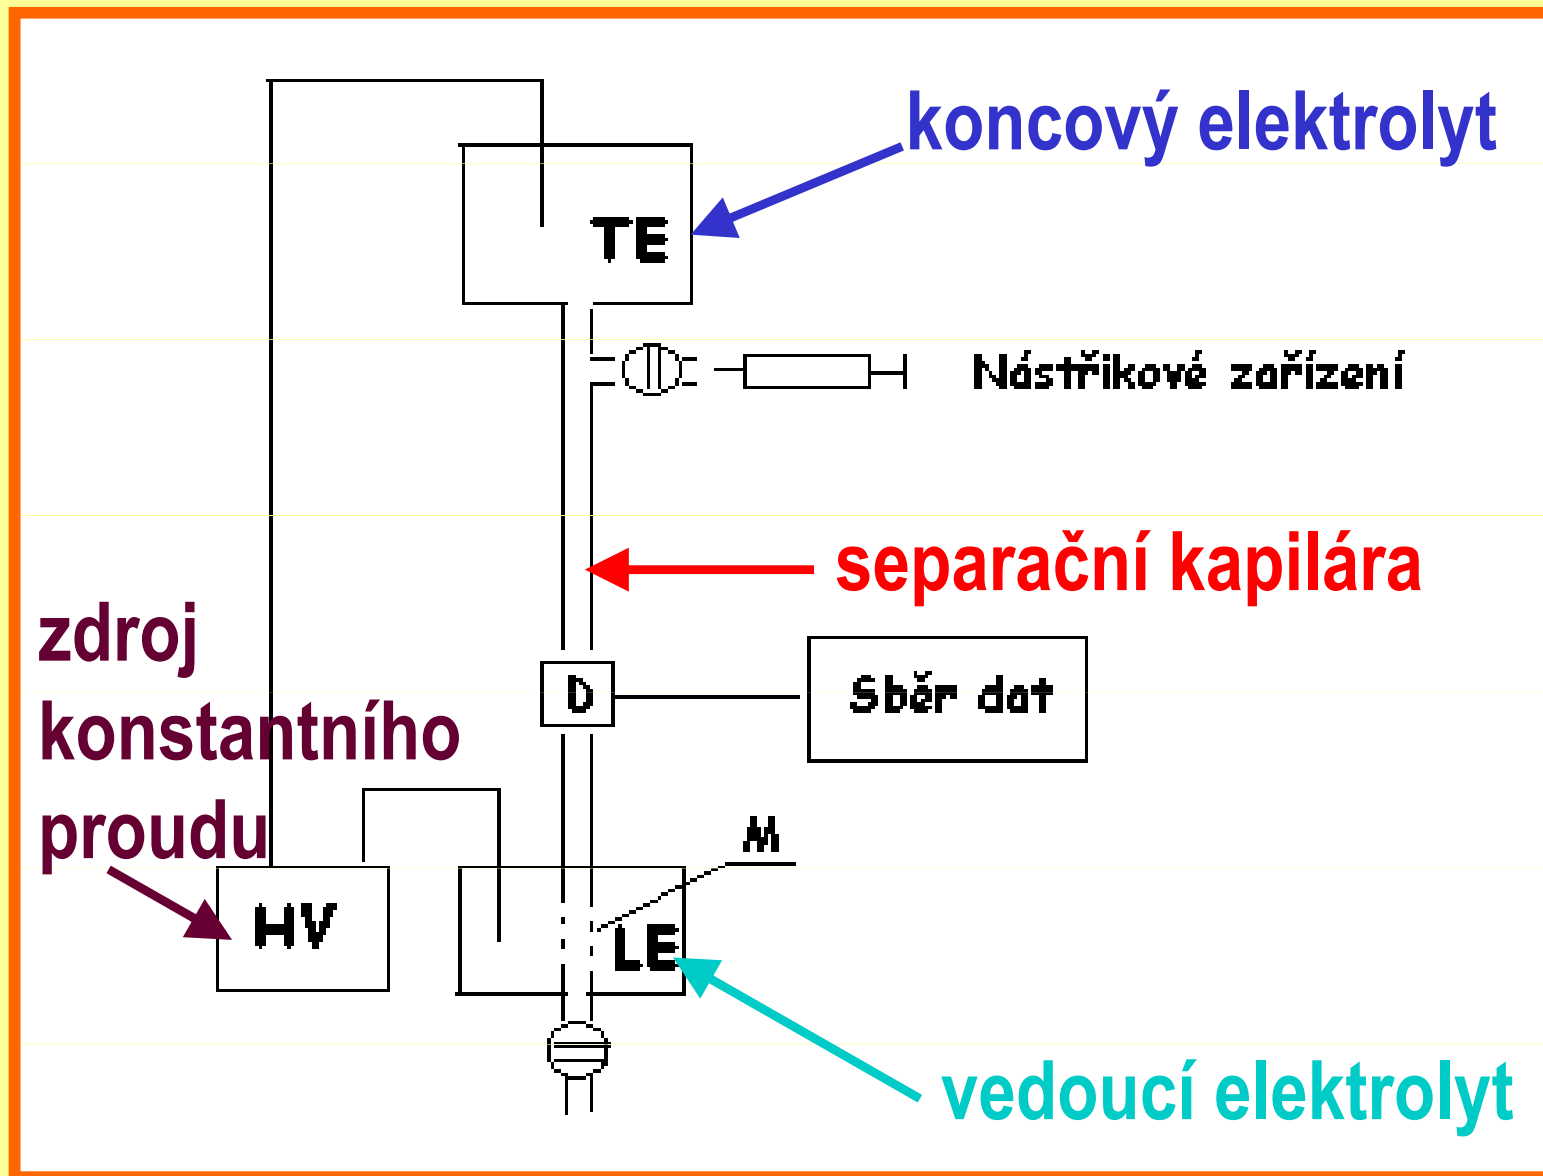 koncový elektrolyt
TE
Nástřikové zařízení
separační kapilára
zdroj
konstantního
proudu
D
Sběr dat
M
HV
LE
vedoucí elektrolyt